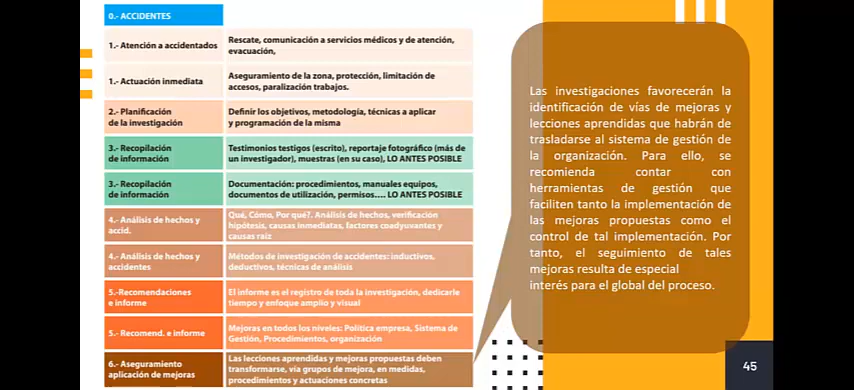 0.- ACCIDENTES
1.- Atención a accidentados
Rescate, comunicación a servicios médicos y de atención,
evacuación,
1.- Actuación inmediata
Aseguramiento de la zona, protección, limitación de
accesos, paralización trabajos.
2.- Planificación
de la investigación
Definir los objetivos, metodología, técnicas a aplicar
y programación de la misma
3.- Recopilación
de información
Testimonios testigos (escrito), reportaje fotográfico (más de
un investigador), muestras (en su caso), LO ANTES POSIBLE
3.- Recopilación
de información
Documentación: procedimientos, manuales equipos,
documentos de utilización, permisos.... LO ANTES POSIBLE
4.- Análisis de hechos y
accid.
Qué, Cómo, Por qué?. Análisis de hechos, verificación
hipótesis, causas inmediatas, factores coadyuvantes y
causas raíz
4.- Análisis de hechos y
accidentes
Métodos de investigación de accidentes: inductivos,
deductivos, técnicas de análisis
5.-Recomendaciones
e informe
El informe es el registro de toda la investigación, dedicarle
tiempo y enfoque amplio y visual
5.- Recomend. e informe
Mejoras en todos los niveles: Política empresa, Sistema de
Gestión, Procedimientos, organización
6.- Aseguramiento
aplicación de mejoras
Las lecciones aprendidas y mejoras propuestas deben
transformarse, vía grupos de mejora, en medidas,
procedimientos y actuaciones concretas
Las investigaciones favorecerán la
identificación de vías de mejoras y
lecciones aprendidas que habrán de
trasladarse al sistema de gestión de
la organización. Para ello, se
recomienda contar con
herramientas de gestión que
faciliten tanto la implementación de
las mejoras propuestas como el
control de tal implementación. Por
tanto, el seguimiento de tales
mejoras resulta de especial
interés para el global del proceso.
45